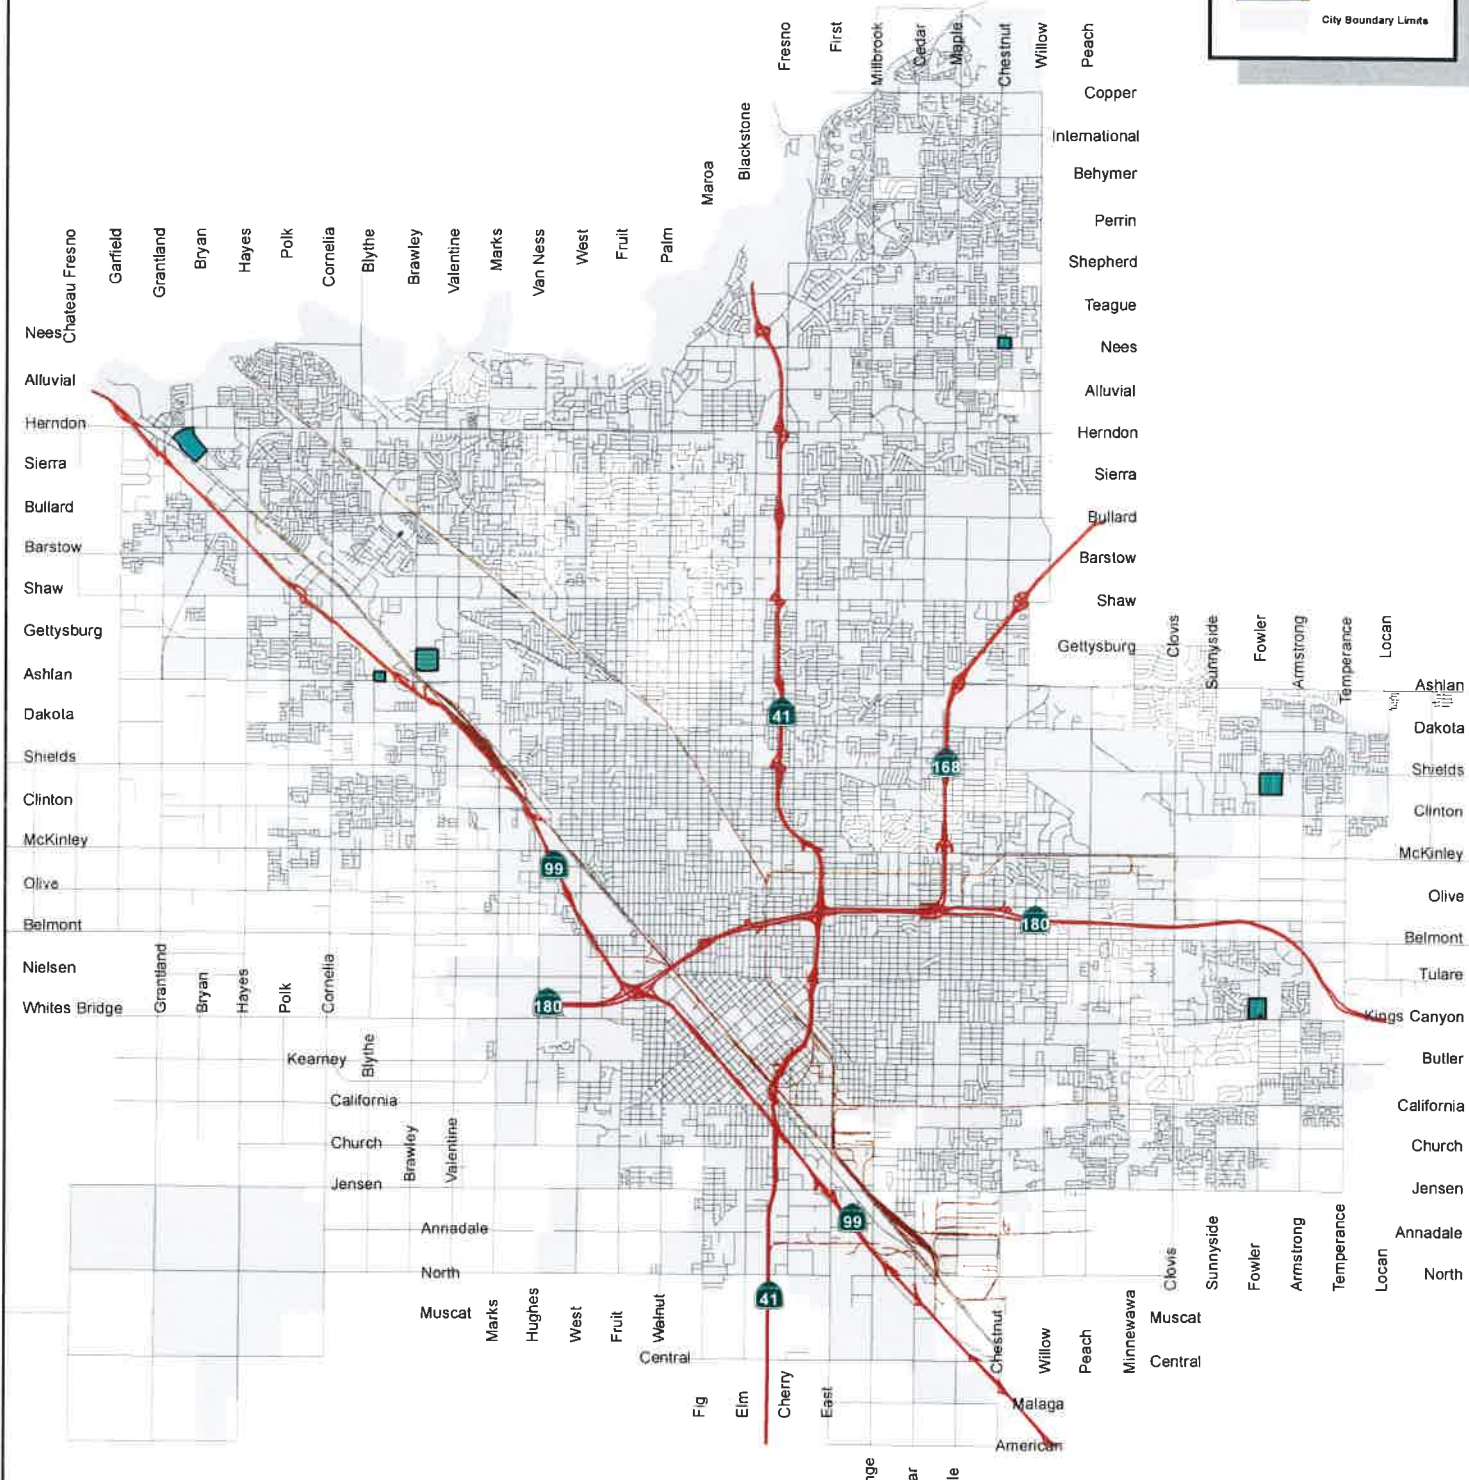 City Boundary Limits
Fresno
First
Millbrook
Cedar
Maple
Chestnut
Willow
Peach
Copper
International
Behymer
Perrin
Shepherd
Teague
Nees
Alluvial
Herndon
Sierra
Bullard
Barstow
Shaw
Gettysburg
Blackstone
Maroa
Chateau Fresno
Garfield
Grantland
Bryan
Hayes
Polk
Cornelia
Blythe
Brawley
Valentine
Marks
Van Ness
West
Fruit
Palm
Nees
Alluvial
Herndon
Sierra
Bullard
Barstow
Shaw
Gettysburg
Ashlan
Dakota
Shields
Clinton
McKinley
Olive
Belmont
Nielsen
Whites Bridge
Clovis
Sunnyside
Fowler
Armstrong
Temperance
Locan
Ashlan
Dakota
Shields
Clinton
McKinley
Olive
Belmont
Tulare
Kings Canyon
Butler
California
Church
Jensen
Annadale
North
41
168
99
180
180
99
41
Grantland
Bryan
Hayes
Polk
Cornelia
Kearney
Blythe
California
Church
Brawley
Valentine
Jensen
Annadale
North
Muscat
Marks
Hughes
West
Fruit
Walnut
Central
Fig
Elm
Cherry
East
Chestnut
Willow
Peach
Minnewawa
Muscat
Central
Malaga
American
Clovis
Sunnyside
Fowler
Armstrong
Temperance
Locan
nge
ar
le